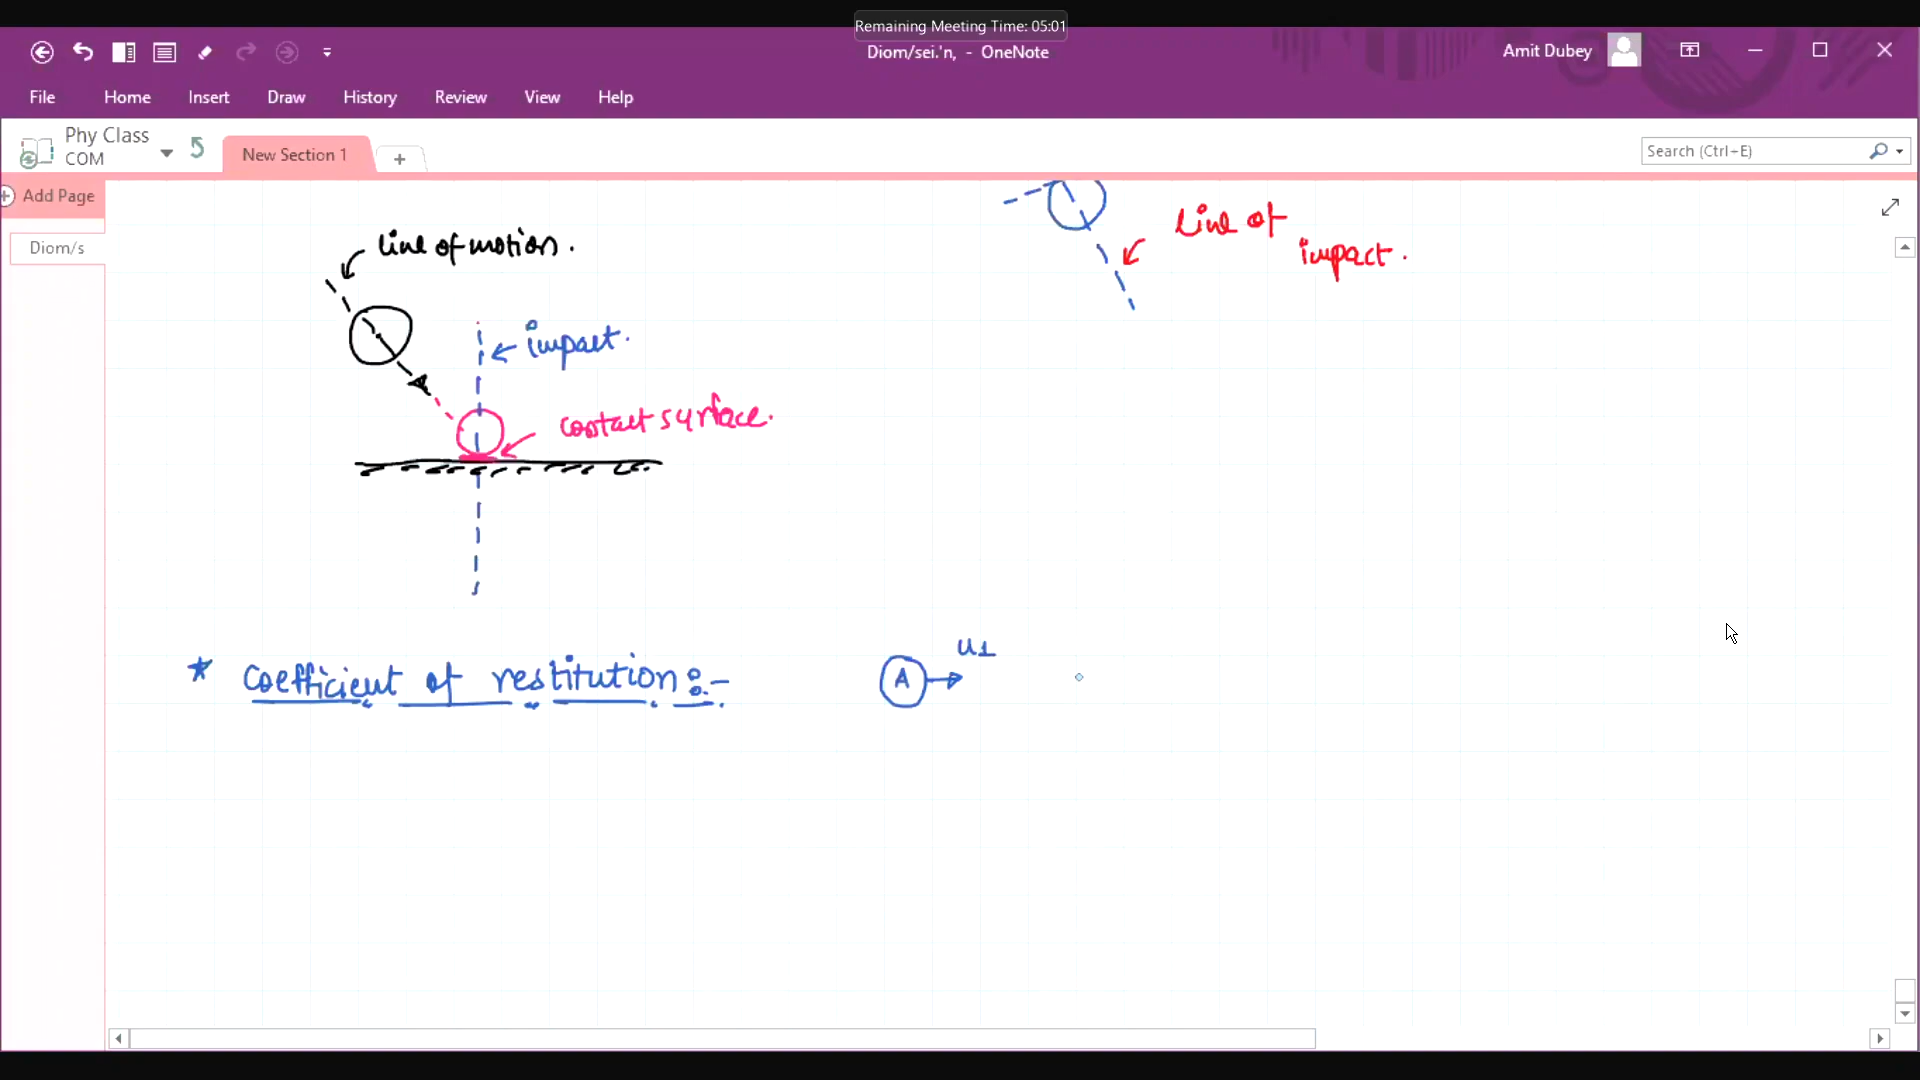 Remaining Meeting Time: 05:01
Diom/sei.'n, - OneNote
Amit Dubey
File Home Insert Draw History Review View Help
Phy Class
COM
New Section 1
Search (Ctrl+E)
Add Page
Diom/s
line of motion.
Line of
impact.
impact.
contact surface.
* Coefficient of restitution:-
A
u1